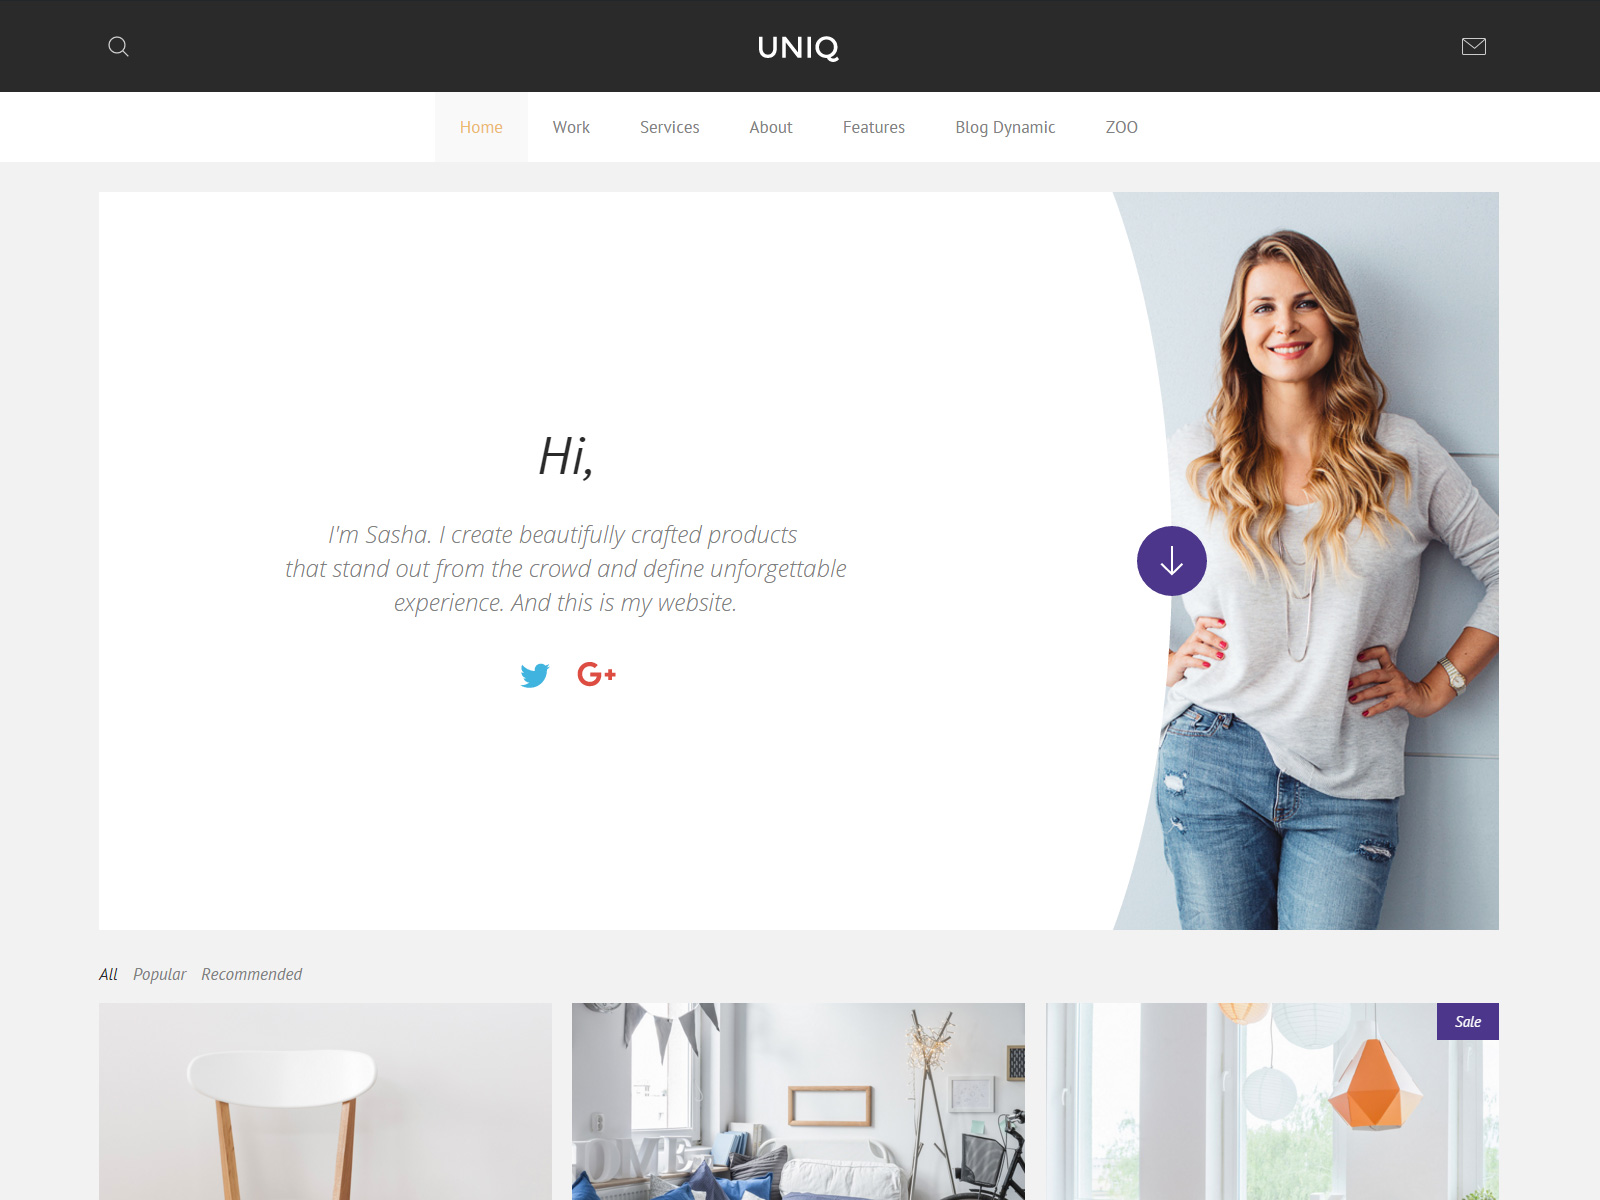 UNIQ
Home Work Services About Features Blog Dynamic ZOO
Hi,
I'm Sasha. I create beautifully crafted products
that stand out from the crowd and define unforgettable
experience. And this is my website.
G+
All Popular Recommended
Sale
HOME